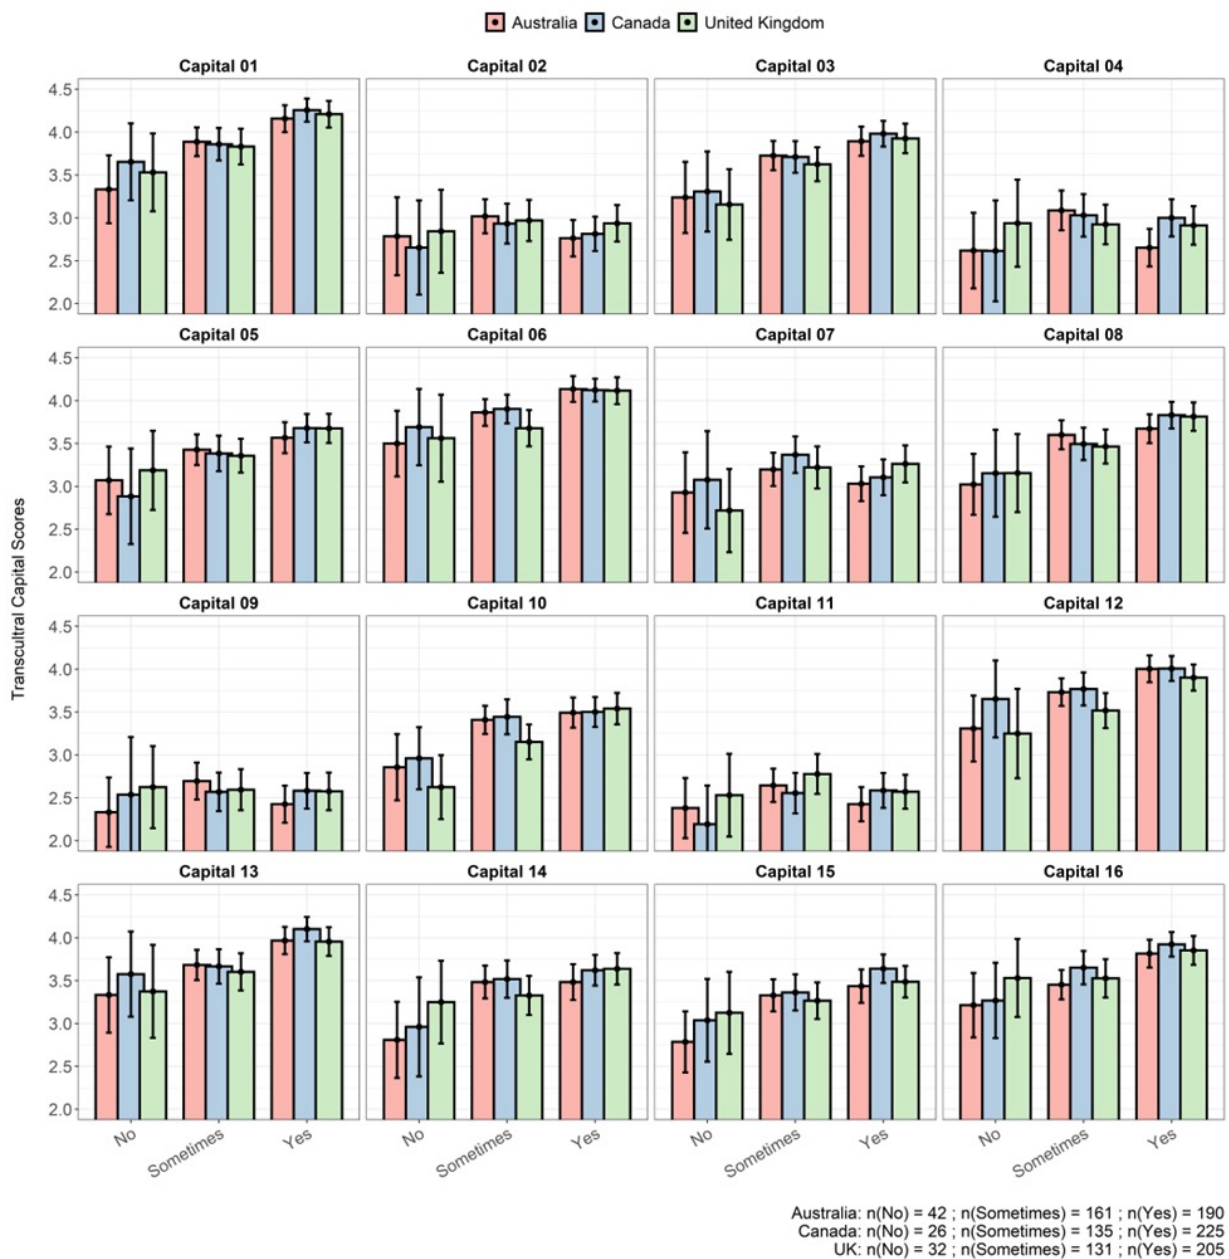 Australia Canada United Kingdom
Capital 01 Capital 02 Capital 03 Capital 04
4.5
4.0
3.5
3.0
2.5
2.0
Capital 05 Capital 06 Capital 07 Capital 08
4.5
4.0
3.5
3.0
2.5
2.0
Transcultral Capital Scores
Capital 09 Capital 10 Capital 11 Capital 12
4.5
4.0
3.5
3.0
2.5
2.0
Capital 13 Capital 14 Capital 15 Capital 16
4.5
4.0
3.5
3.0
2.5
2.0
No Sometimes Yes No Sometimes Yes No Sometimes Yes No Sometimes Yes
Australia: n(No) = 42 ; n(Sometimes) = 161 ; n(Yes) = 190
Canada: n(No) = 26 ; n(Sometimes) = 135 ; n(Yes) = 225
UK: n(No) = 32 ; n(Sometimes) = 131 ; n(Yes) = 205